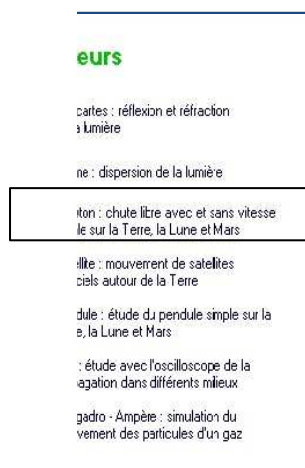 eurs
cartes : réflexion et réfraction
a lumière
me : dispersion de la lumière
ton : chute libre avec et sans vitesse
le sur la Terre, la Lune et Mars
llite : mouvement de satellites
ciels autour de la Terre
dule : étude du pendule simple sur la
e, la Lune et Mars
: étude avec l'oscilloscope de la
agation dans différents milieux
gadro - Ampère : simulation du
vement des particules d'un gaz